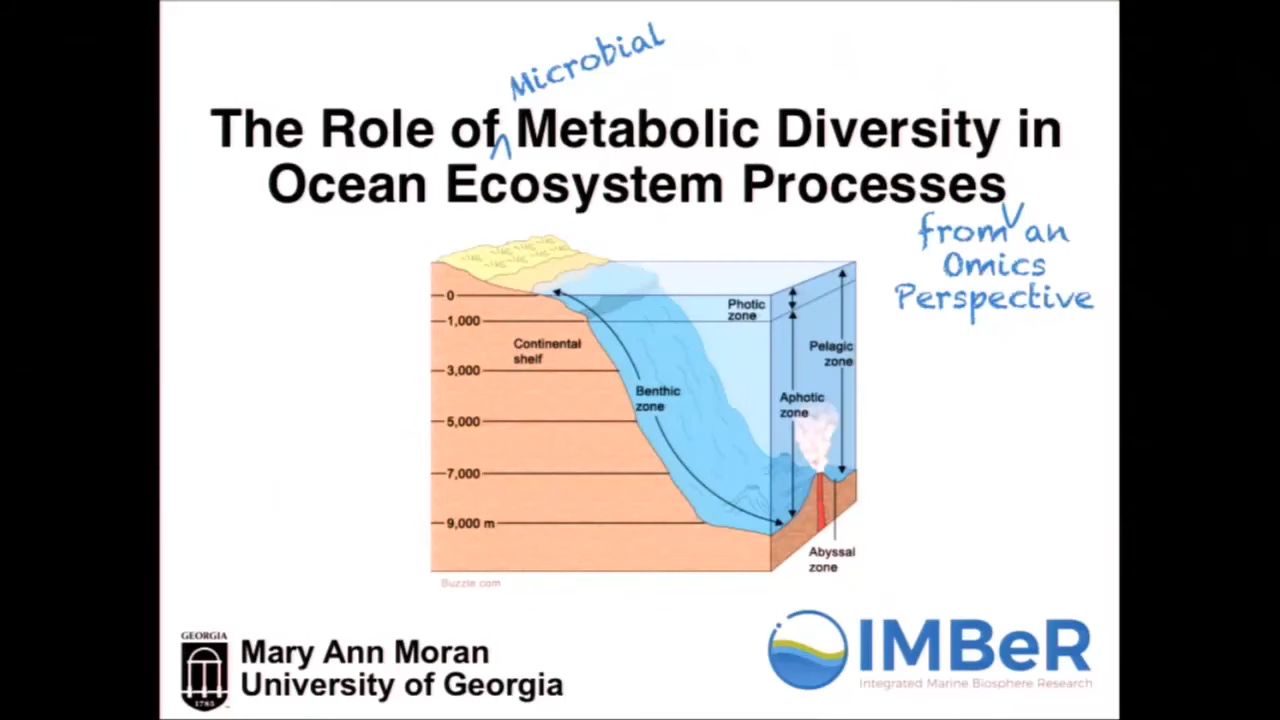 Microbial
The Role of Metabolic Diversity in
Ocean Ecosystem Processes
from an
Omics
Perspective
0
1,000
3,000
5,000
7,000
9,000 m
Continental
shelf
Benthic
zone
Photic
zone
Pelagic
zone
Aphotic
zone
Abyssal
zone
Buzzle.com
GEORGIA
1785
Mary Ann Moran
University of Georgia
IMBeR
Integrated Marine Biosphere Research